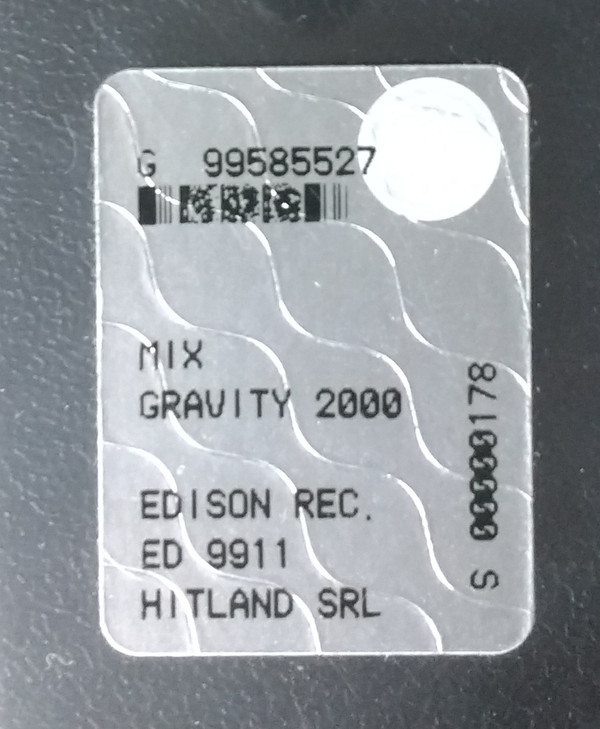 G 99585527
MIX
GRAVITY 2000
EDISON REC.
ED 9911
HITLAND SRL
S 00000178